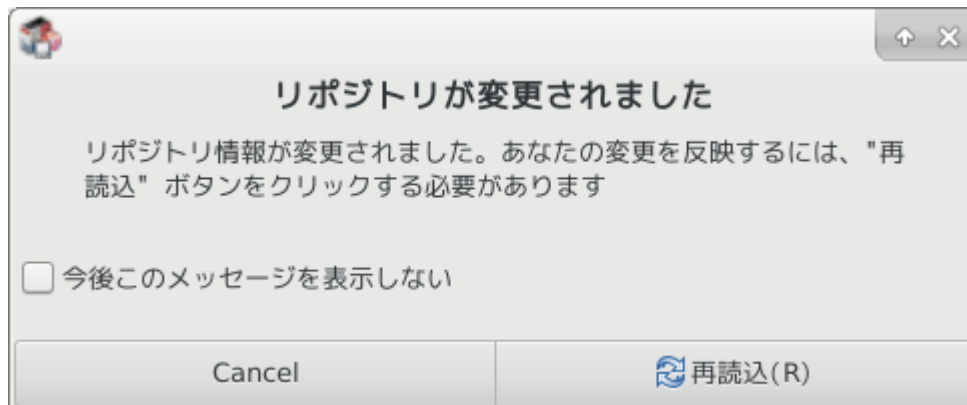 リポジトリが変更されました
リポジトリ情報が変更されました。あなたの変更を反映するには、"再
読込" ボタンをクリックする必要があります
今後このメッセージを表示しない
Cancel
再読込(R)